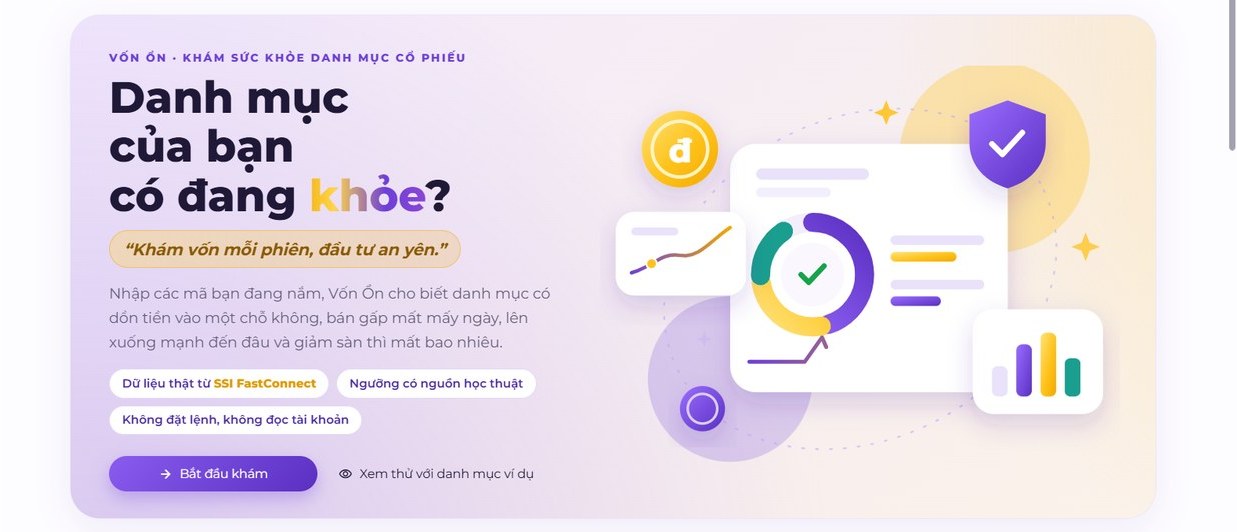 VỐN ỔN · KHÁM SỨC KHỎE DANH MỤC CỔ PHIẾU
Danh mục
của bạn
có đang khỏe?
“Khám vốn mỗi phiên, đầu tư an yên.”
Nhập các mã bạn đang nắm, Vốn Ổn cho biết danh mục có
dồn tiền vào một chỗ không, bán gấp mất mấy ngày, lên
xuống mạnh đến đâu và giảm sàn thì mất bao nhiêu.
Dữ liệu thật từ SSI FastConnect
Ngưỡng có nguồn học thuật
Không đặt lệnh, không đọc tài khoản
Bắt đầu khám
Xem thử với danh mục ví dụ
đ